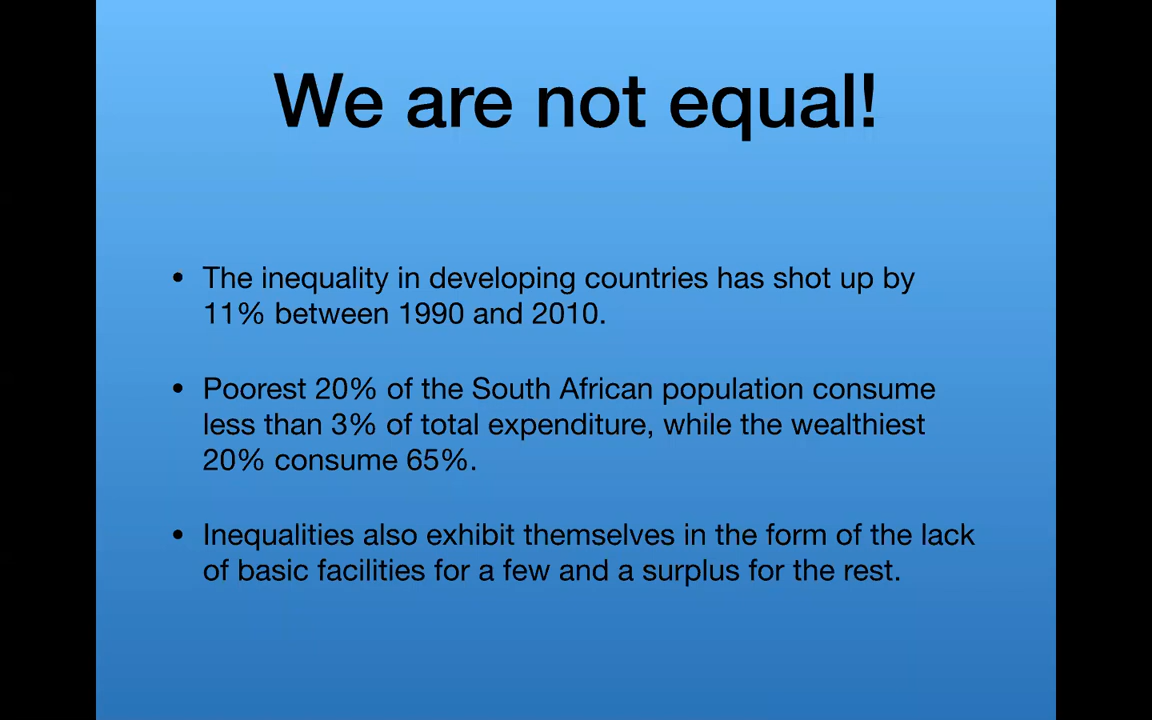 We are not equal!
• The inequality in developing countries has shot up by
11% between 1990 and 2010.
• Poorest 20% of the South African population consume
less than 3% of total expenditure, while the wealthiest
20% consume 65%.
• Inequalities also exhibit themselves in the form of the lack
of basic facilities for a few and a surplus for the rest.